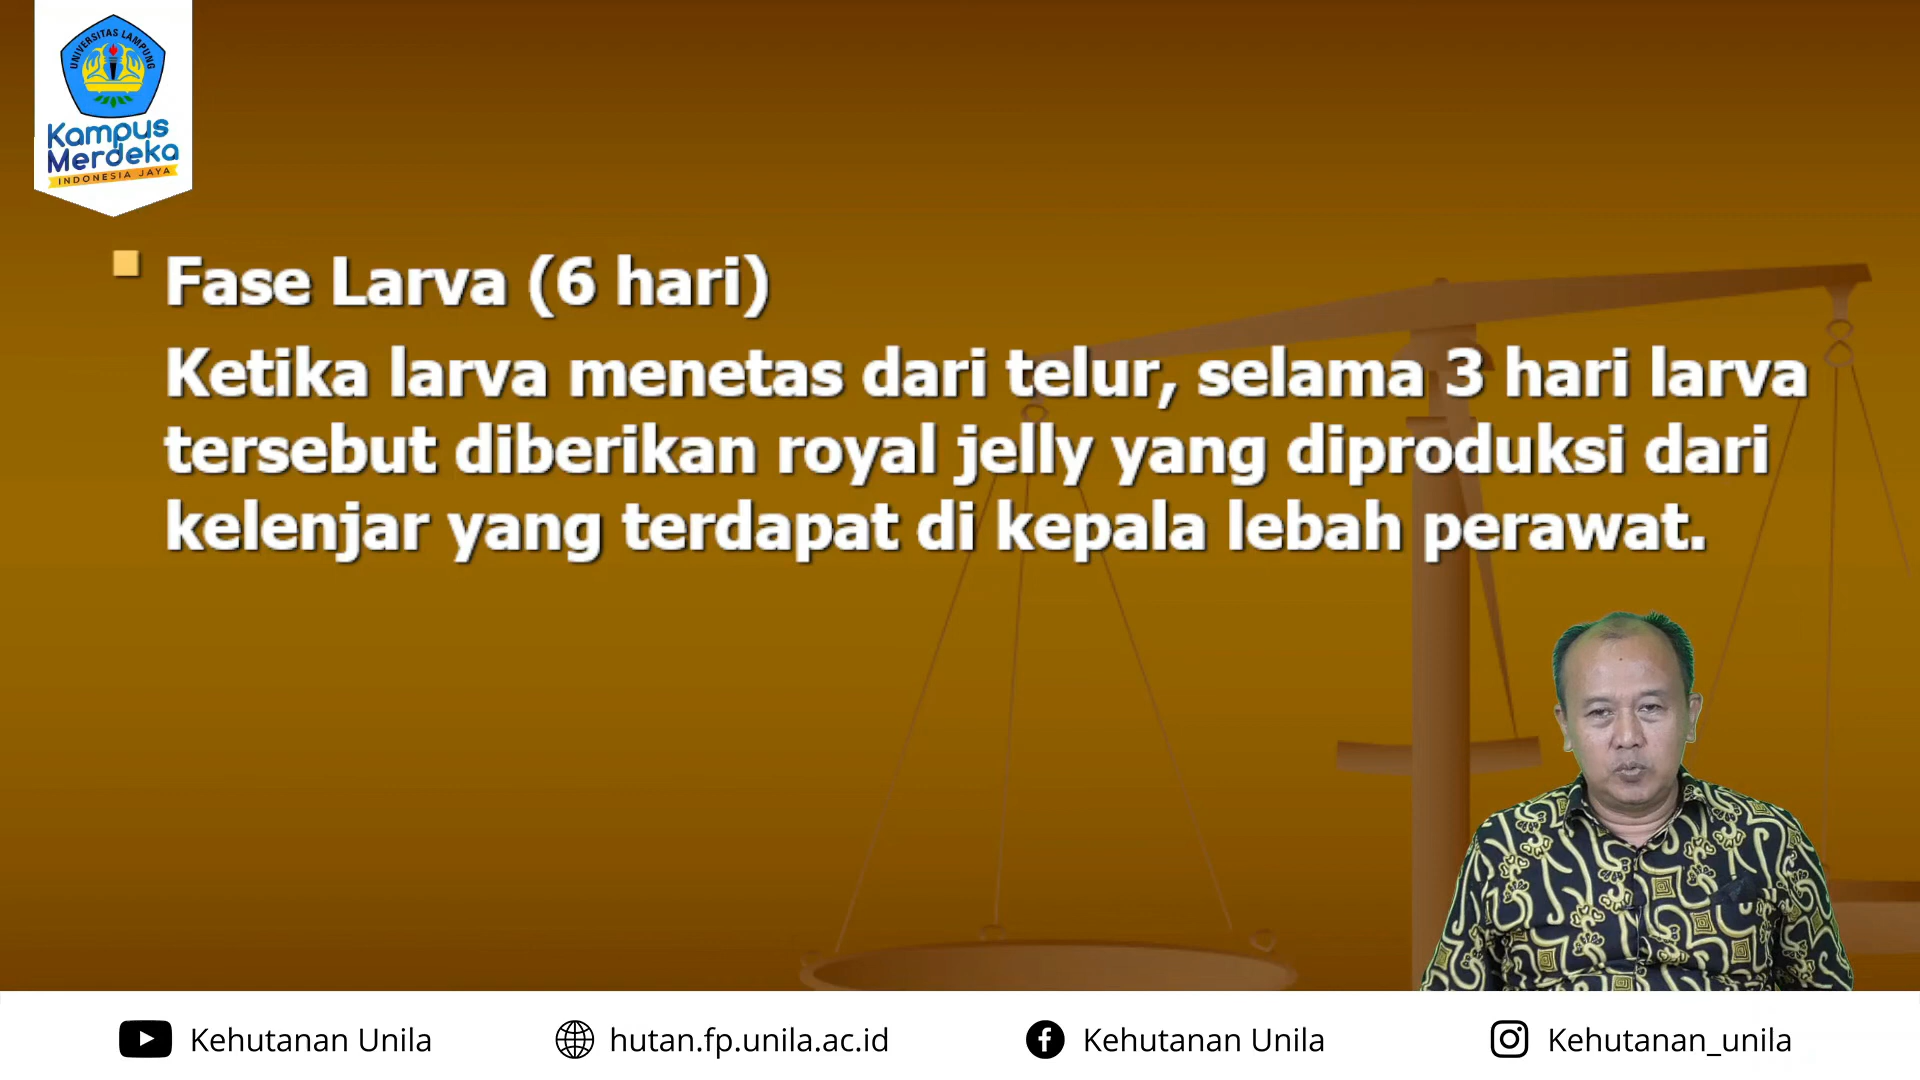 UNIVERSITAS LAMPUNG
Kampus
Merdeka
INDONESIA JAYA
Fase Larva (6 hari)
Ketika larva menetas dari telur, selama 3 hari larva
tersebut diberikan royal jelly yang diproduksi dari
kelenjar yang terdapat di kepala lebah perawat.
Kehutanan Unila
hutan.fp.unila.ac.id
Kehutanan Unila
Kehutanan_unila